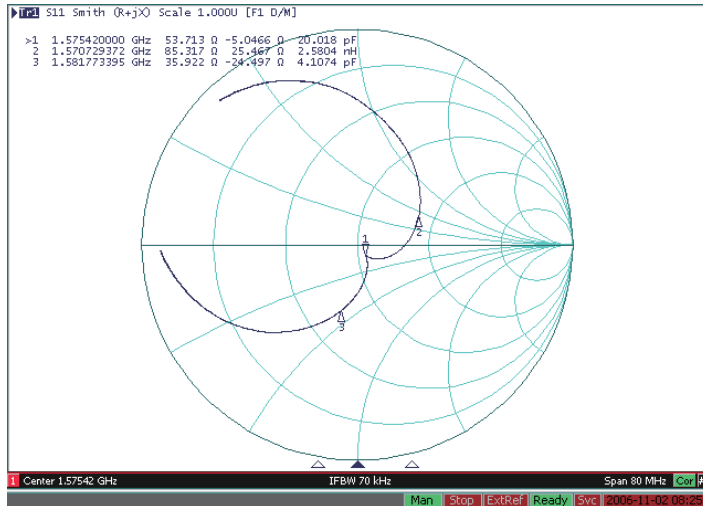 Tr1 S11 Smith (R+jX) Scale 1.000U [F1 D/M]
>1 1.575420000 GHz 53.713 Ω -5.0466 Ω 20.018 pF
2 1.570729372 GHz 85.317 Ω 25.467 Ω 2.5804 nH
3 1.581773395 GHz 35.922 Ω -24.497 Ω 4.1074 pF
1
2
3
1 Center 1.57542 GHz IFBW 70 kHz Span 80 MHz Cor
Man Stop ExtRef Ready Svc 2006-11-02 08:25